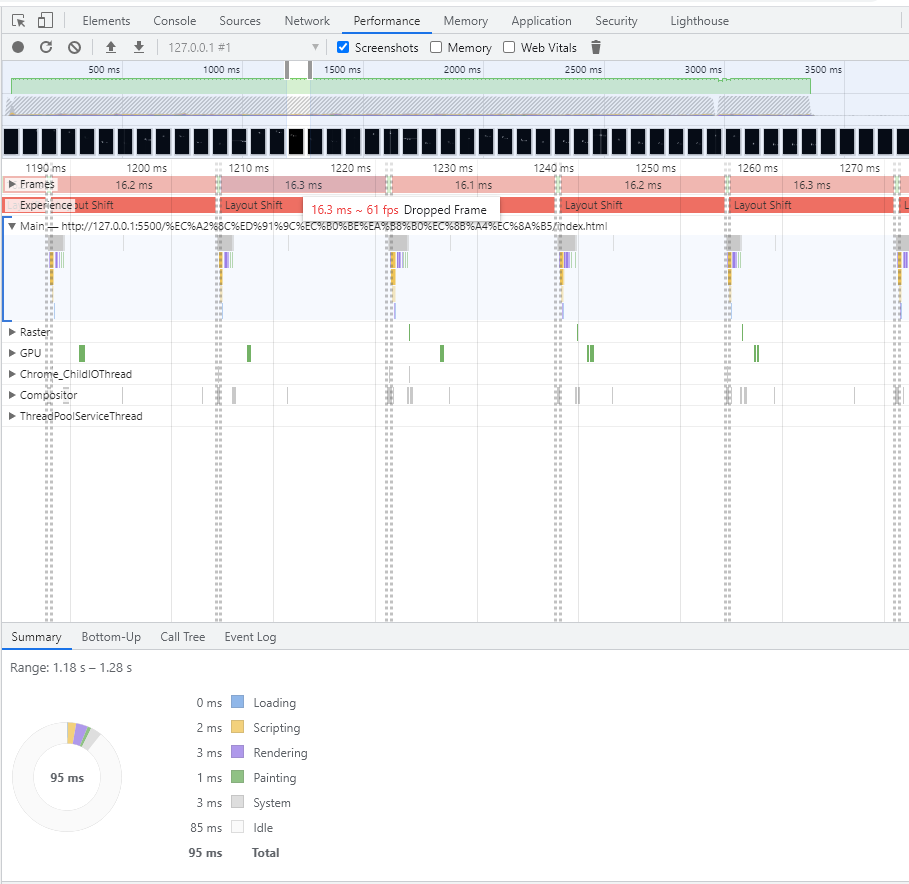 Elements Console Sources Network Performance Memory Application Security Lighthouse
127.0.0.1 #1 Screenshots Memory Web Vitals
500 ms 1000 ms 1500 ms 2000 ms 2500 ms 3000 ms 3500 ms
1190 ms 1200 ms 1210 ms 1220 ms 1230 ms 1240 ms 1250 ms 1260 ms 1270 ms
Frames 16.2 ms 16.3 ms 16.1 ms 16.2 ms 16.3 ms
Experience out Shift Layout Shift Layout Shift Layout Shift L
16.3 ms ~ 61 fps Dropped Frame
Main — http://127.0.0.1:5500/%EC%A2%8C%ED%91%9C%EC%B0%BE%EA%B8%B0%EC%8B%A4%EC%8A%B5/index.html
Raster
GPU
Chrome_ChildIOThread
Compositor
ThreadPoolServiceThread
Summary Bottom-Up Call Tree Event Log
Range: 1.18 s – 1.28 s
0 ms Loading
2 ms Scripting
3 ms Rendering
95 ms
1 ms Painting
3 ms System
85 ms Idle
95 ms Total